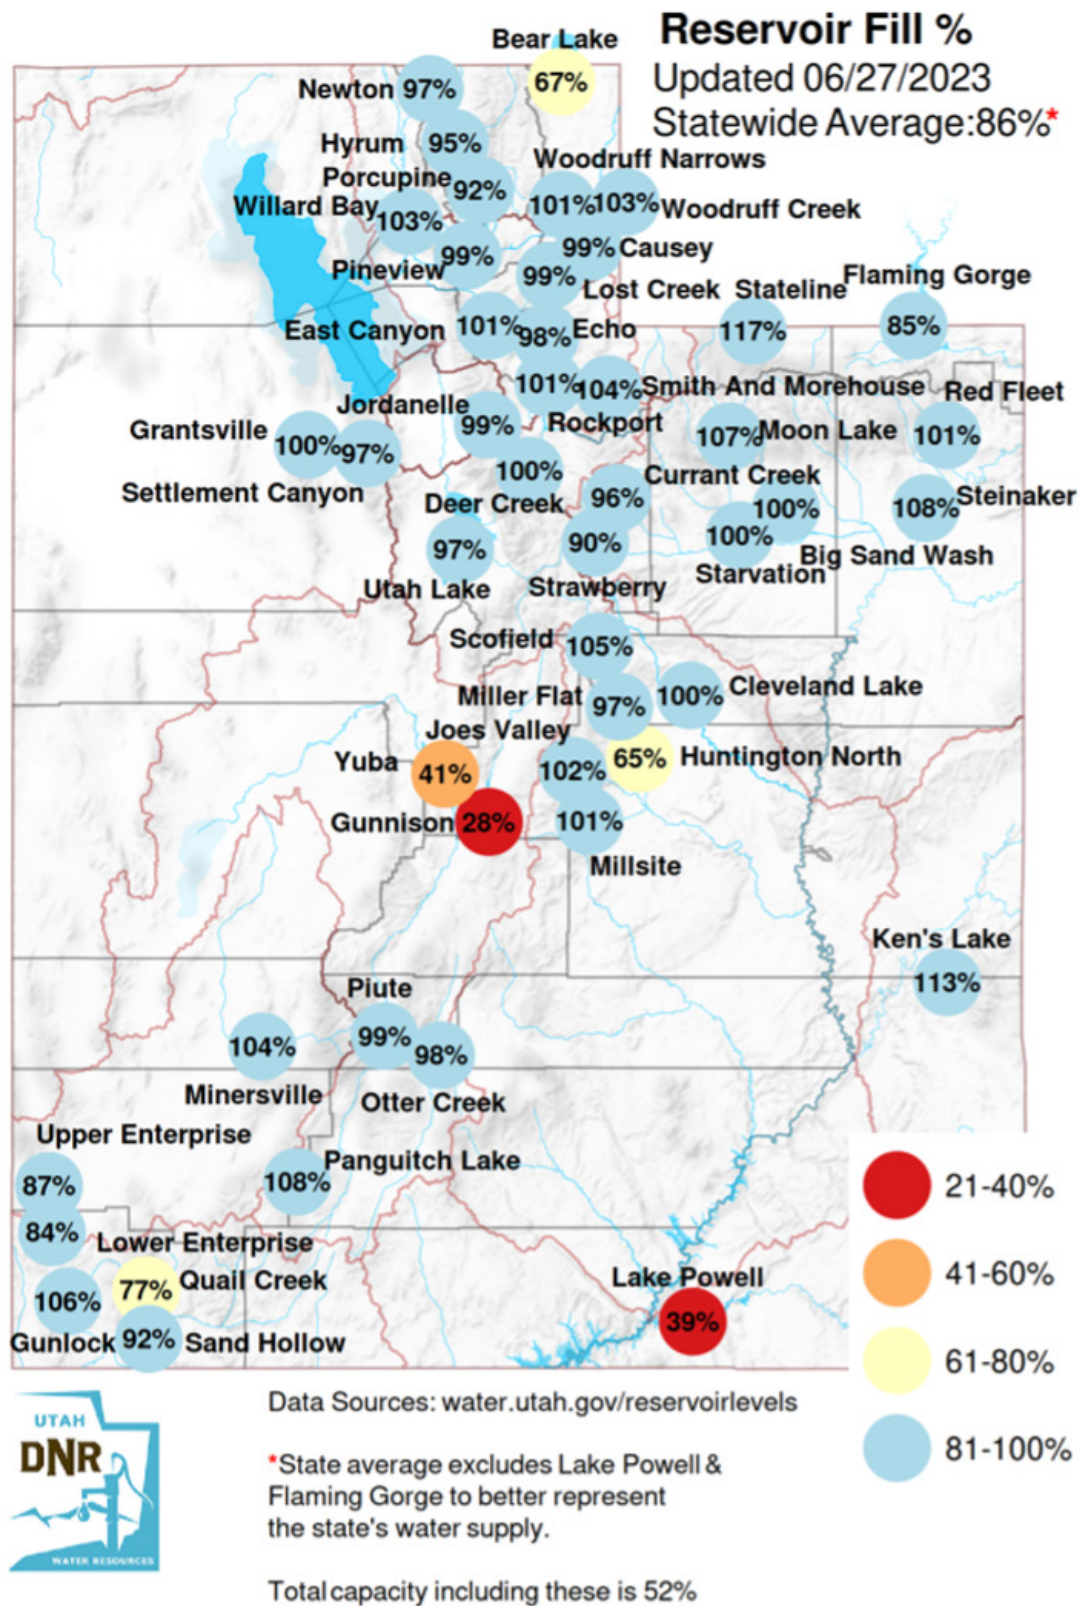 Reservoir Fill %
Updated 06/27/2023
Statewide Average:86%*
Bear Lake
67%
Newton 97%
Hyrum 95%
Porcupine 92%
Willard Bay 103%
Woodruff Narrows
101% 103% Woodruff Creek
99% Causey
Pineview 99%
99% Lost Creek
Stateline
117%
Flaming Gorge
85%
East Canyon 101%
98% Echo
101% 104% Smith And Morehouse
Rockport
Red Fleet
101%
Jordanelle
99%
Grantsville 100% 97%
Settlement Canyon
107% Moon Lake
100%
Deer Creek
Currant Creek
96%
100%
Big Sand Wash
108% Steinaker
97%
Utah Lake
90%
Strawberry
100%
Starvation
Scofield 105%
Miller Flat 97%
100% Cleveland Lake
Joes Valley
102%
65% Huntington North
Yuba 41%
Gunnison 28%
101%
Millsite
Ken's Lake
113%
Piute
99%
98%
Otter Creek
104%
Minersville
Upper Enterprise
87%
108% Panguitch Lake
84%
Lower Enterprise
77% Quail Creek
106%
Gunlock 92% Sand Hollow
Lake Powell
39%
21-40%
41-60%
61-80%
81-100%
UTAH
DNR
WATER RESOURCES
Data Sources: water.utah.gov/reservoirlevels
*State average excludes Lake Powell &
Flaming Gorge to better represent
the state's water supply.
Total capacity including these is 52%